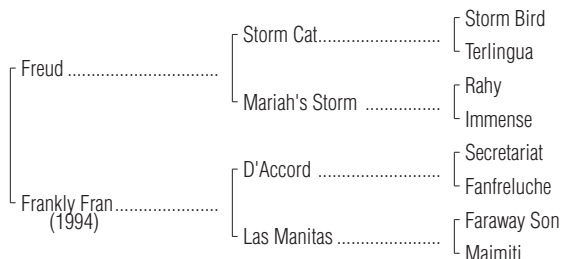 Storm Bird
Storm Cat
Terlingua
Freud
Rahy
Mariah's Storm
Immense
Secretariat
D'Accord
Fanfreluche
Frankly Fran
(1994)
Faraway Son
Las Manitas
Maimiti